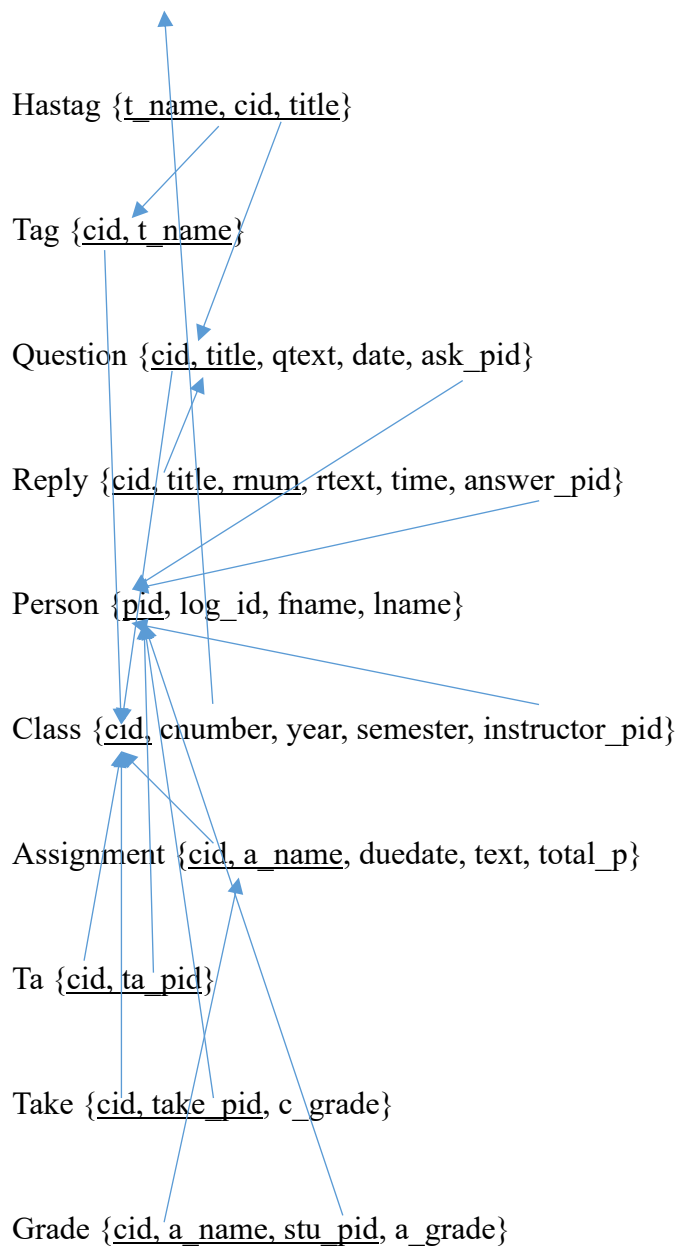 Hastag {t_name, cid, title}
Tag {cid, t_name}
Question {cid, title, qtext, date, ask_pid}
Reply {cid, title, rnum, rtext, time, answer_pid}
Person {pid, log_id, fname, lname}
Class {cid, cnumber, year, semester, instructor_pid}
Assignment {cid, a_name, duedate, text, total_p}
Ta {cid, ta_pid}
Take {cid, take_pid, c_grade}
Grade {cid, a_name, stu_pid, a_grade}